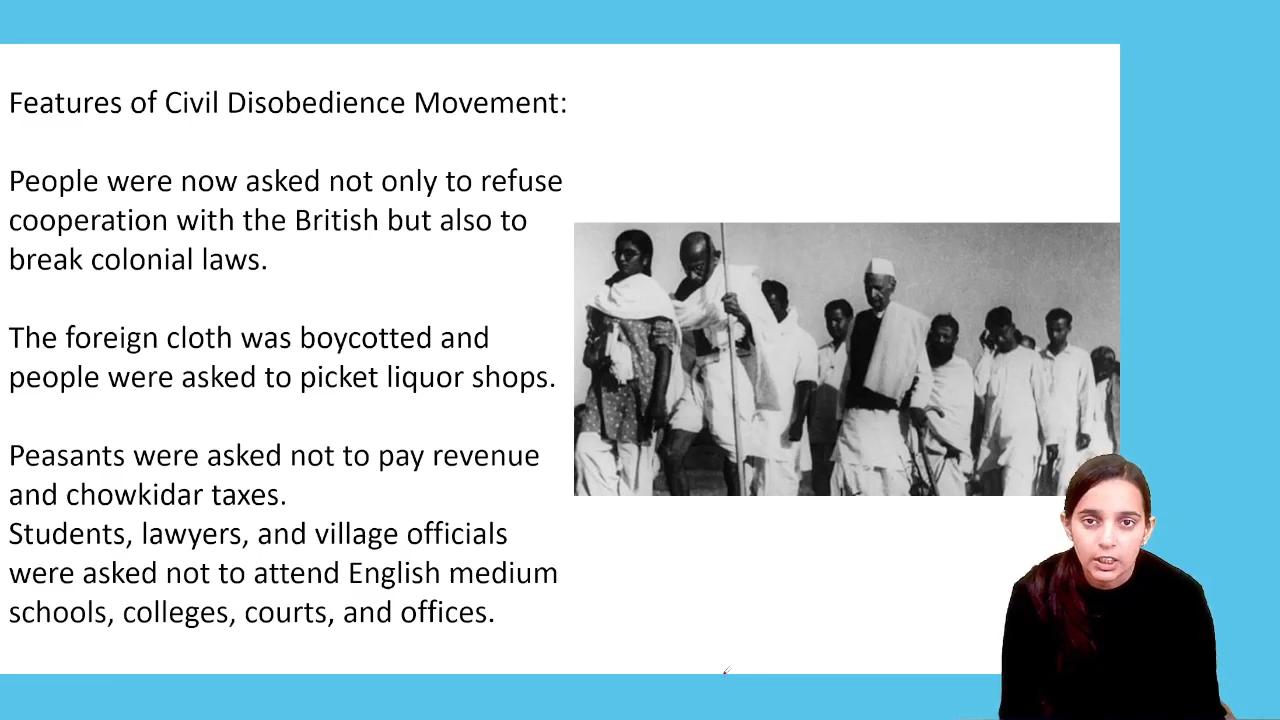 Features of Civil Disobedience Movement:
People were now asked not only to refuse
cooperation with the British but also to
break colonial laws.
The foreign cloth was boycotted and
people were asked to picket liquor shops.
Peasants were asked not to pay revenue
and chowkidar taxes.
Students, lawyers, and village officials
were asked not to attend English medium
schools, colleges, courts, and offices.